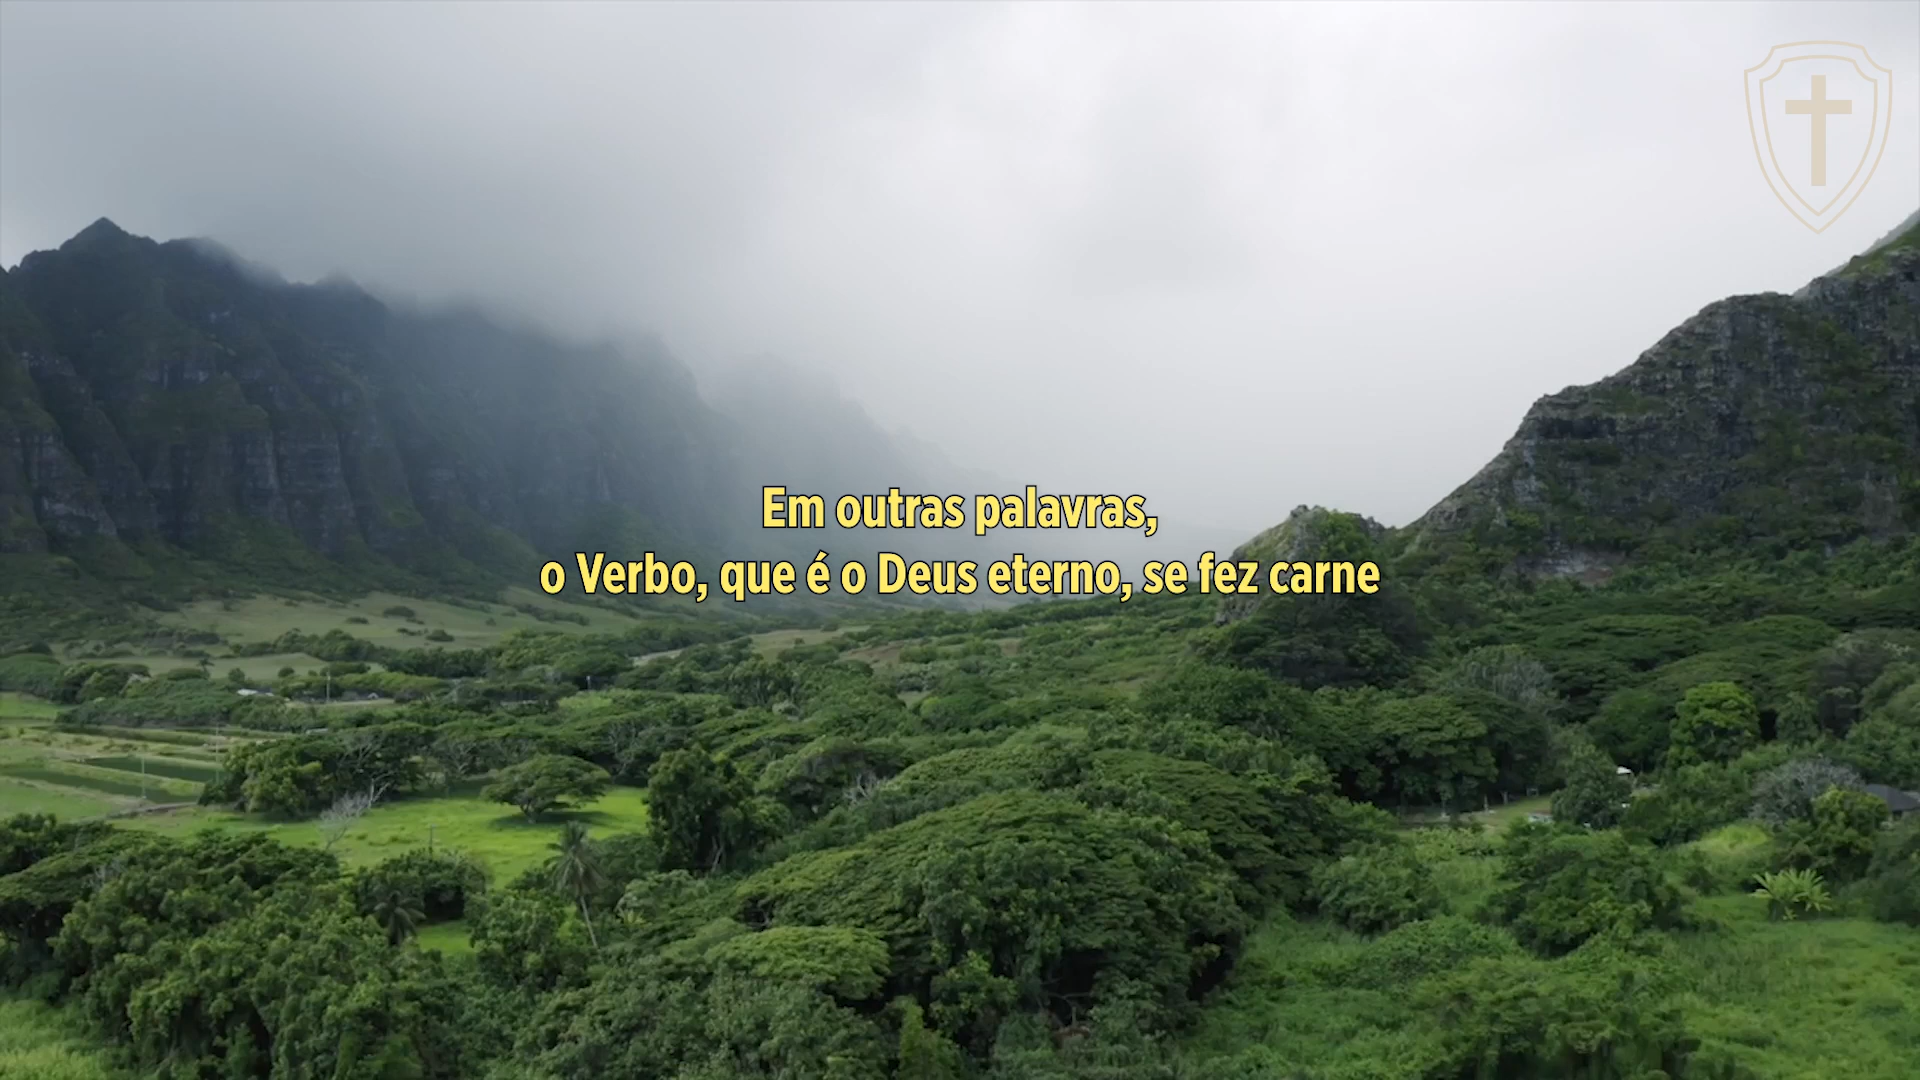 Em outras palavras,
o Verbo, que é o Deus eterno, se fez carne